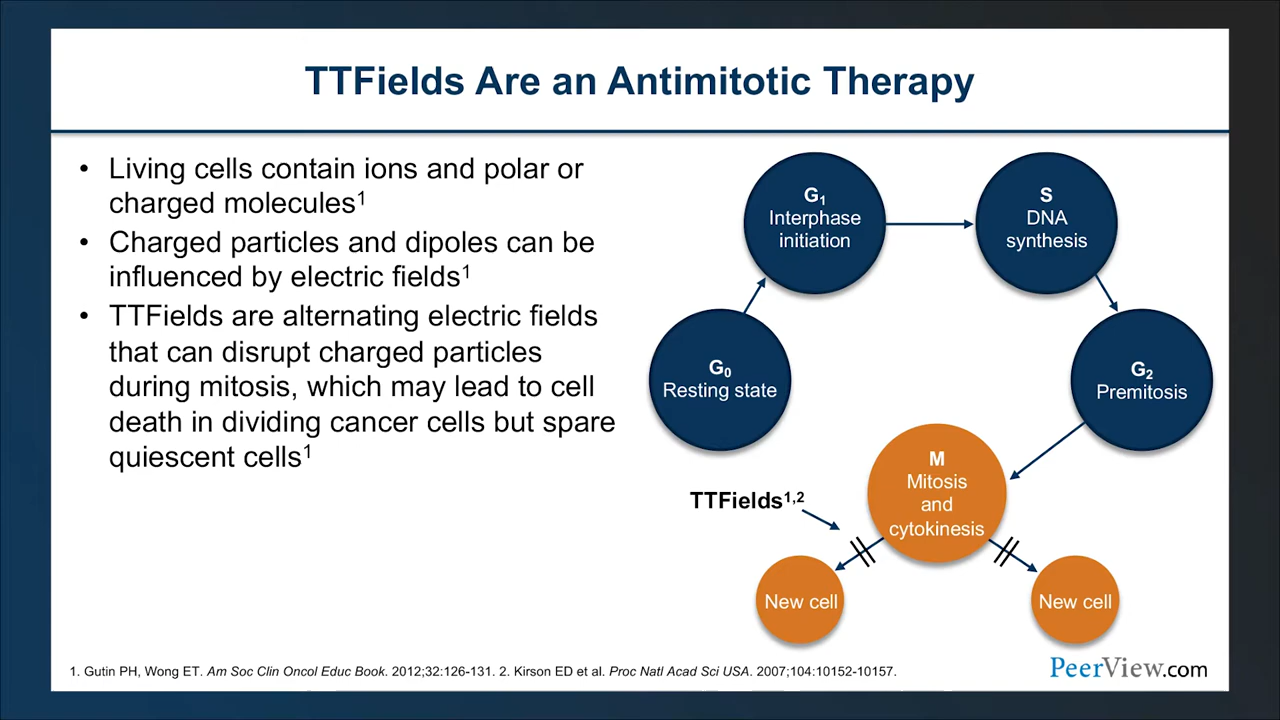 TTFields Are an Antimitotic Therapy
• Living cells contain ions and polar or
charged molecules¹
• Charged particles and dipoles can be
influenced by electric fields¹
• TTFields are alternating electric fields
that can disrupt charged particles
during mitosis, which may lead to cell
death in dividing cancer cells but spare
quiescent cells¹
G₁
Interphase
initiation
S
DNA
synthesis
G₀
Resting state
G₂
Premitosis
M
Mitosis
and
cytokinesis
TTFields¹,²
New cell
New cell
1. Gutin PH, Wong ET. Am Soc Clin Oncol Educ Book. 2012;32:126-131. 2. Kirson ED et al. Proc Natl Acad Sci USA. 2007;104:10152-10157.
PeerView.com